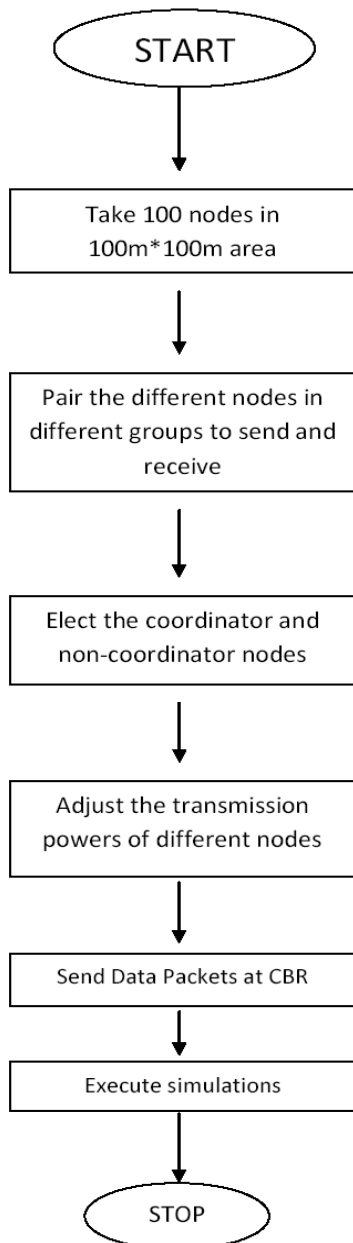 START
Take 100 nodes in
100m*100m area
Pair the different nodes in
different groups to send and
receive
Elect the coordinator and
non-coordinator nodes
Adjust the transmission
powers of different nodes
Send Data Packets at CBR
Execute simulations
STOP